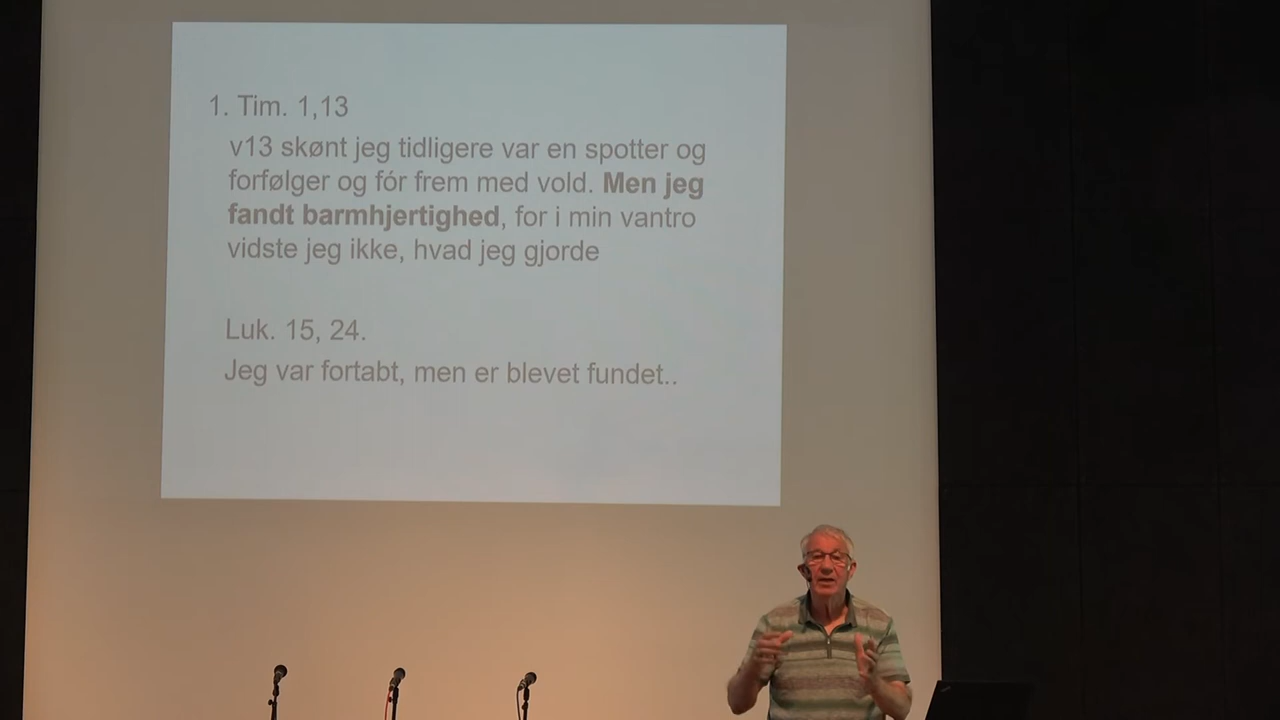 1. Tim. 1,13
v13 skønt jeg tidligere var en spotter og
forfølger og fór frem med vold. Men jeg
fandt barmhjertighed, for i min vantro
vidste jeg ikke, hvad jeg gjorde
Luk. 15, 24.
Jeg var fortabt, men er blevet fundet..